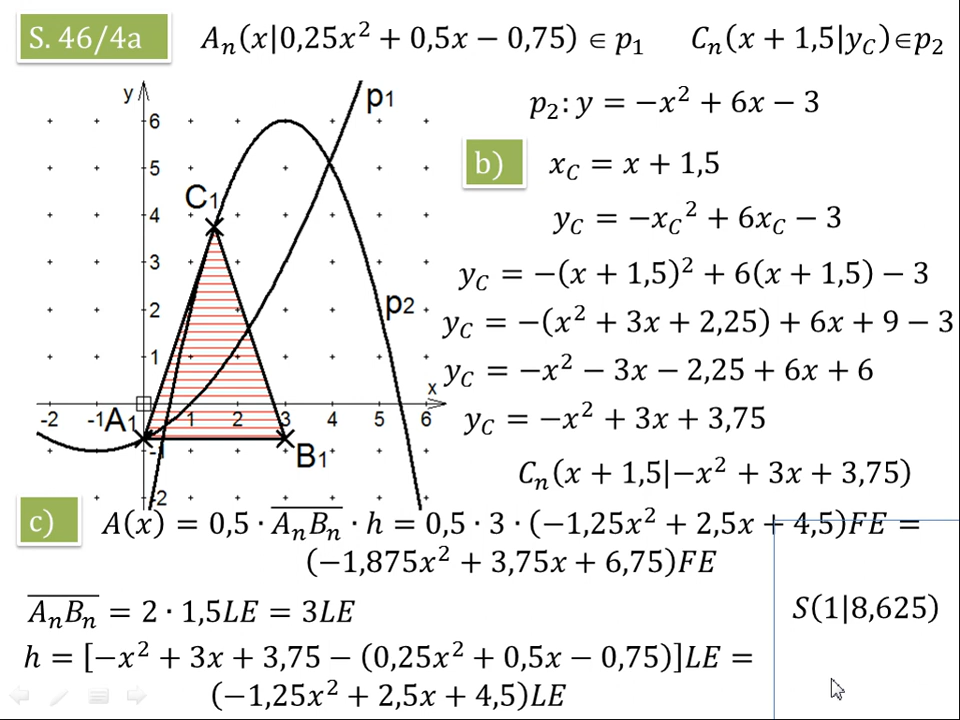 S. 46/4a
Aₙ(x|0,25x² + 0,5x − 0,75) ∈ p₁ Cₙ(x + 1,5|y_C)∈p₂
p₂: y = −x² + 6x − 3
b) x_C = x + 1,5
y_C = −x_C² + 6x_C − 3
y_C = −(x + 1,5)² + 6(x + 1,5) − 3
y_C = −(x² + 3x + 2,25) + 6x + 9 − 3
y_C = −x² − 3x − 2,25 + 6x + 6
y_C = −x² + 3x + 3,75
Cₙ(x + 1,5|−x² + 3x + 3,75)
y
p1
6
5
4
C1
3
2
p2
1
x
-2 -1 1 2 3 4 5 6
A1
-1
B1
-2
c) A(x) = 0,5 · A̅ₙB̅ₙ · h = 0,5 · 3 · (−1,25x² + 2,5x + 4,5)FE =
(−1,875x² + 3,75x + 6,75)FE
A̅ₙB̅ₙ = 2 · 1,5LE = 3LE
S(1|8,625)
h = [−x² + 3x + 3,75 − (0,25x² + 0,5x − 0,75)]LE =
(−1,25x² + 2,5x + 4,5)LE